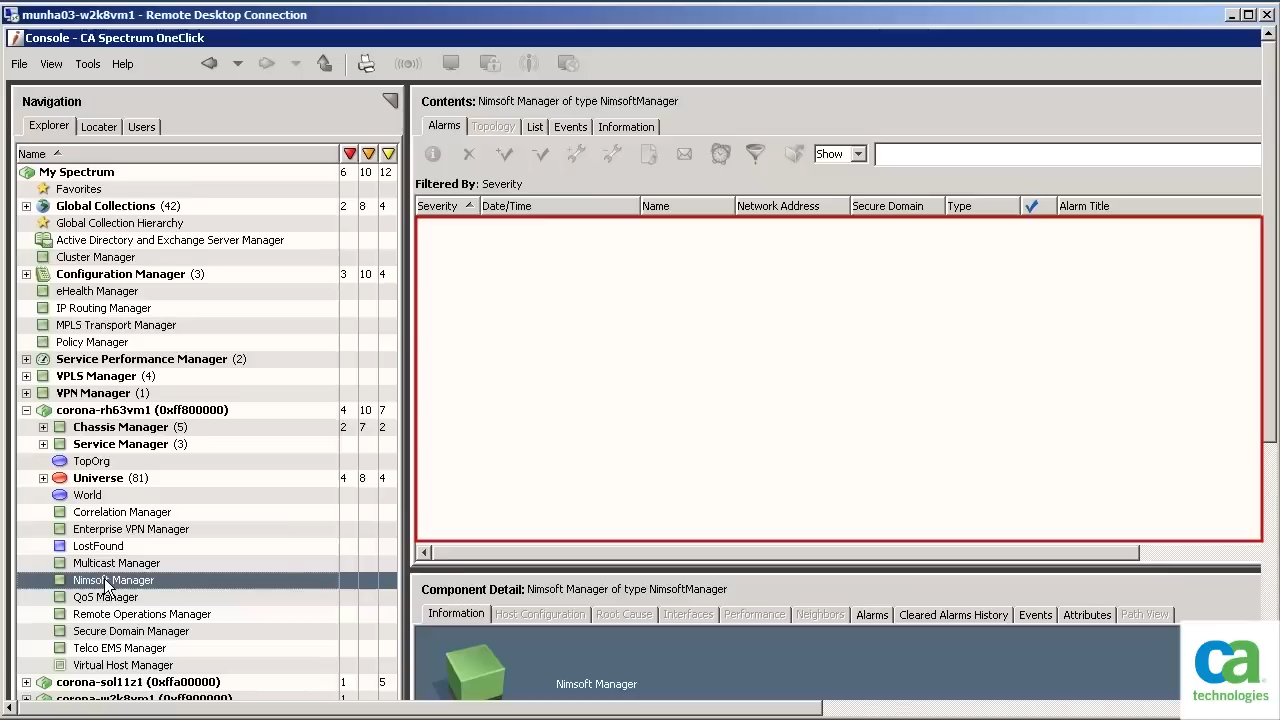 munha03-w2k8vm1 - Remote Desktop Connection
Console - CA Spectrum OneClick
File View Tools Help
Navigation
Explorer Locater Users
Name
My Spectrum 6 10 12
Favorites
Global Collections (42) 2 8 4
Global Collection Hierarchy
Active Directory and Exchange Server Manager
Cluster Manager
Configuration Manager (3) 3 10 4
eHealth Manager
IP Routing Manager
MPLS Transport Manager
Policy Manager
Service Performance Manager (2)
VPLS Manager (4)
VPN Manager (1)
corona-rh63vm1 (0xff800000) 4 10 7
Chassis Manager (5) 2 7 2
Service Manager (3)
TopOrg
Universe (81) 4 8 4
World
Correlation Manager
Enterprise VPN Manager
LostFound
Multicast Manager
Nimsoft Manager
QoS Manager
Remote Operations Manager
Secure Domain Manager
Telco EMS Manager
Virtual Host Manager
corona-sol11z1 (0xffa00000) 1 5
corona-w2k8vm1 (0xff900000) 1
Contents: Nimsoft Manager of type NimsoftManager
Alarms Topology List Events Information
Show
Filtered By: Severity
Severity Date/Time Name Network Address Secure Domain Type Alarm Title
Component Detail: Nimsoft Manager of type NimsoftManager
Information Host Configuration Root Cause Interfaces Performance Neighbors Alarms Cleared Alarms History Events Attributes Path View
Nimsoft Manager
ca
technologies